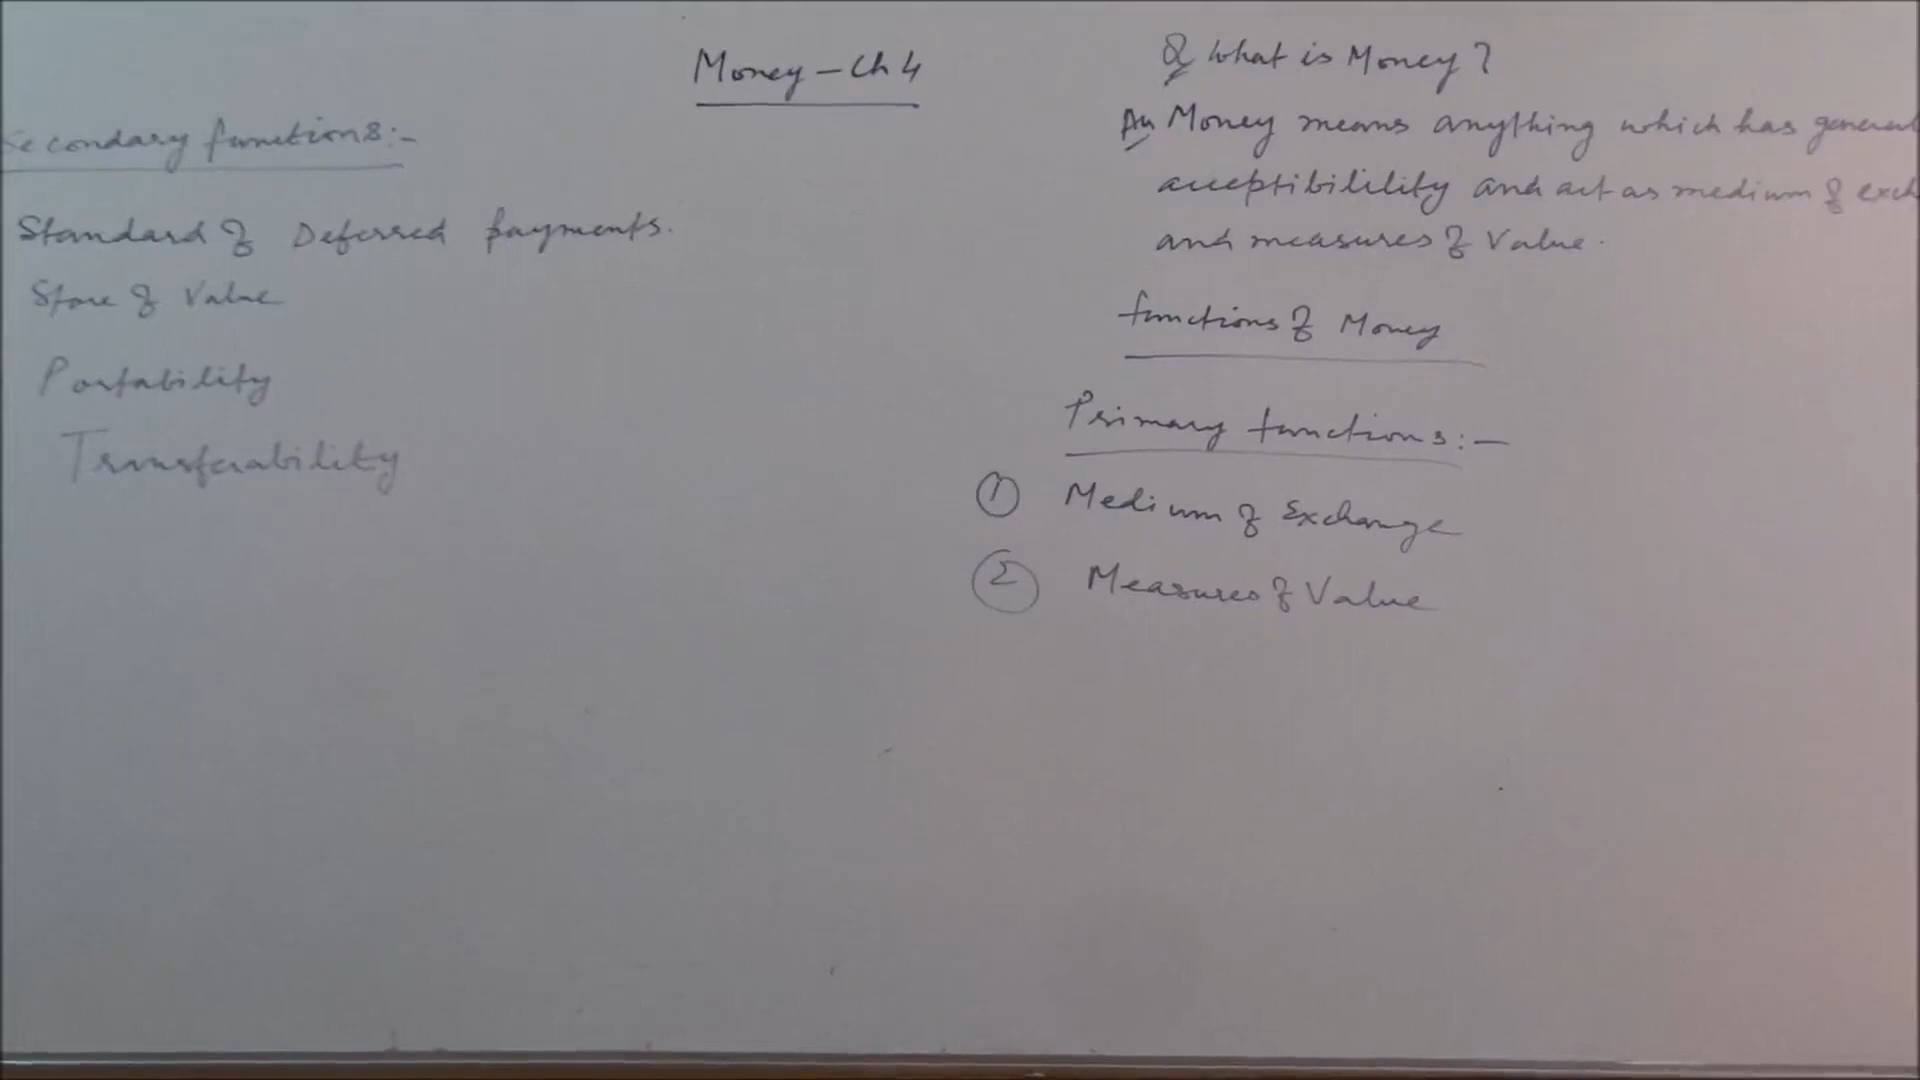 Money - Ch 4
Q What is Money?
An Money means anything which has general
acceptibilility and act as medium of exch
and measures of Value.
functions of Money
Primary functions:-
① Medium of Exchange
② Measures of Value
Secondary functions:-
Standard of Deferred payments.
Store of Value
Portability
Transferability